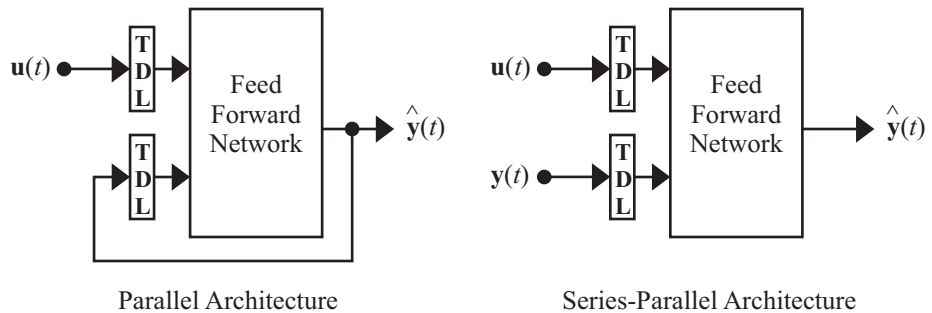 u(t)
T
D
L
Feed
Forward
Network
T
D
L
ŷ(t)
Parallel Architecture
u(t)
T
D
L
Feed
Forward
Network
y(t)
T
D
L
ŷ(t)
Series-Parallel Architecture